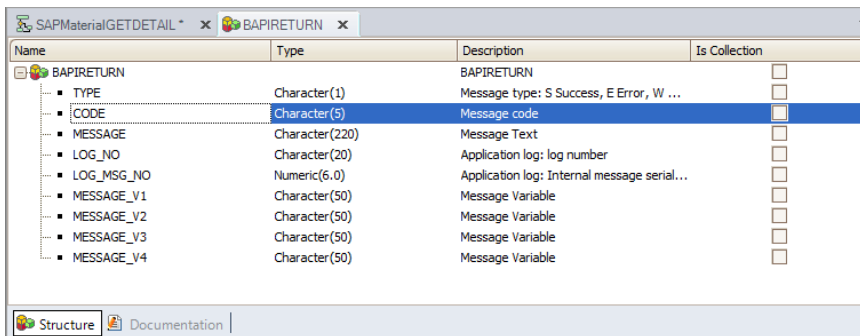 SAPMaterialGETDETAIL * x BAPIRETURN x
Name Type Description Is Collection
BAPIRETURN BAPIRETURN
TYPE Character(1) Message type: S Success, E Error, W ...
CODE Character(5) Message code
MESSAGE Character(220) Message Text
LOG_NO Character(20) Application log: log number
LOG_MSG_NO Numeric(6.0) Application log: Internal message serial...
MESSAGE_V1 Character(50) Message Variable
MESSAGE_V2 Character(50) Message Variable
MESSAGE_V3 Character(50) Message Variable
MESSAGE_V4 Character(50) Message Variable
Structure Documentation